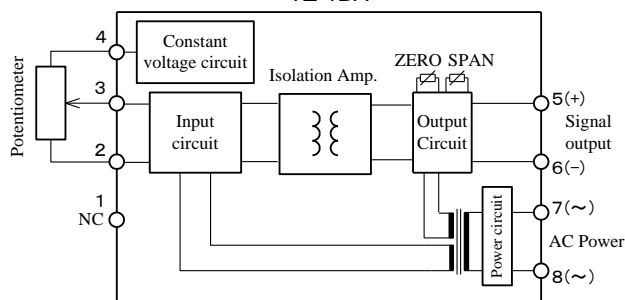 4
Constant
voltage circuit
Isolation Amp.
ZERO SPAN
Potentiometer
3
Input
circuit
Output
Circuit
5(+)
Signal
output
2
6(-)
1
NC
7(~)
Power circuit
AC Power
8(~)